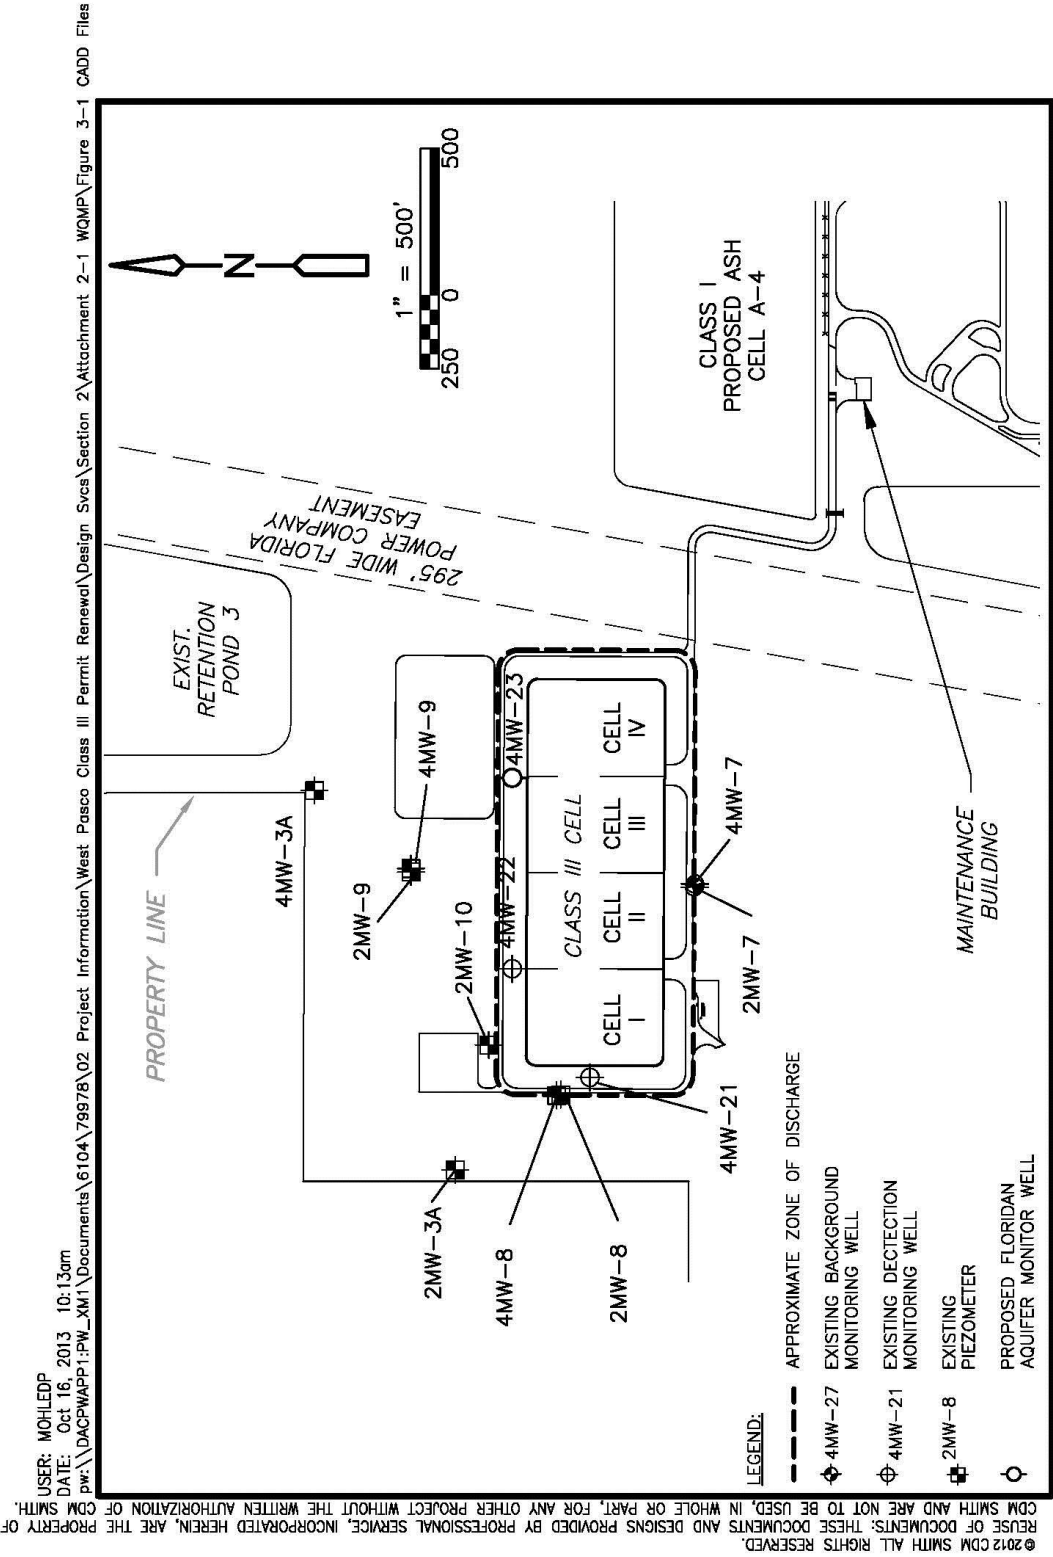 USER: MOHLEDP
DATE: Oct 16, 2013 10:13am
pw:\\DACPWAPP1:PW_XM1\Documents\6104\79978\02 Project Information\West Pasco Class III Permit Renewal\Design Svcs\Section 2\Attachment 2-1 WQMP\Figure 3-1 CADD Files
PROPERTY LINE
EXIST.
RETENTION
POND 3
295' WIDE FLORIDA
POWER COMPANY
EASEMENT
N
1" = 500'
250
0
500
4MW-3A
2MW-9
4MW-9
2MW-10
2MW-3A
4MW-22
4MW-23
4MW-8
2MW-8
CLASS III CELL
CELL
I
CELL
II
CELL
III
CELL
IV
4MW-21
2MW-7
4MW-7
CLASS I
PROPOSED ASH
CELL A-4
MAINTENANCE
BUILDING
LEGEND:
APPROXIMATE ZONE OF DISCHARGE
4MW-27
EXISTING BACKGROUND
MONITORING WELL
4MW-21
EXISTING DECTECTION
MONITORING WELL
2MW-8
EXISTING
PIEZOMETER
PROPOSED FLORIDAN
AQUIFER MONITOR WELL
© 2012 CDM SMITH ALL RIGHTS RESERVED.
REUSE OF DOCUMENTS: THESE DOCUMENTS AND DESIGNS PROVIDED BY PROFESSIONAL SERVICE, INCORPORATED HEREIN, ARE THE PROPERTY OF
CDM SMITH AND ARE NOT TO BE USED, IN WHOLE OR PART, FOR ANY OTHER PROJECT WITHOUT THE WRITTEN AUTHORIZATION OF CDM SMITH.